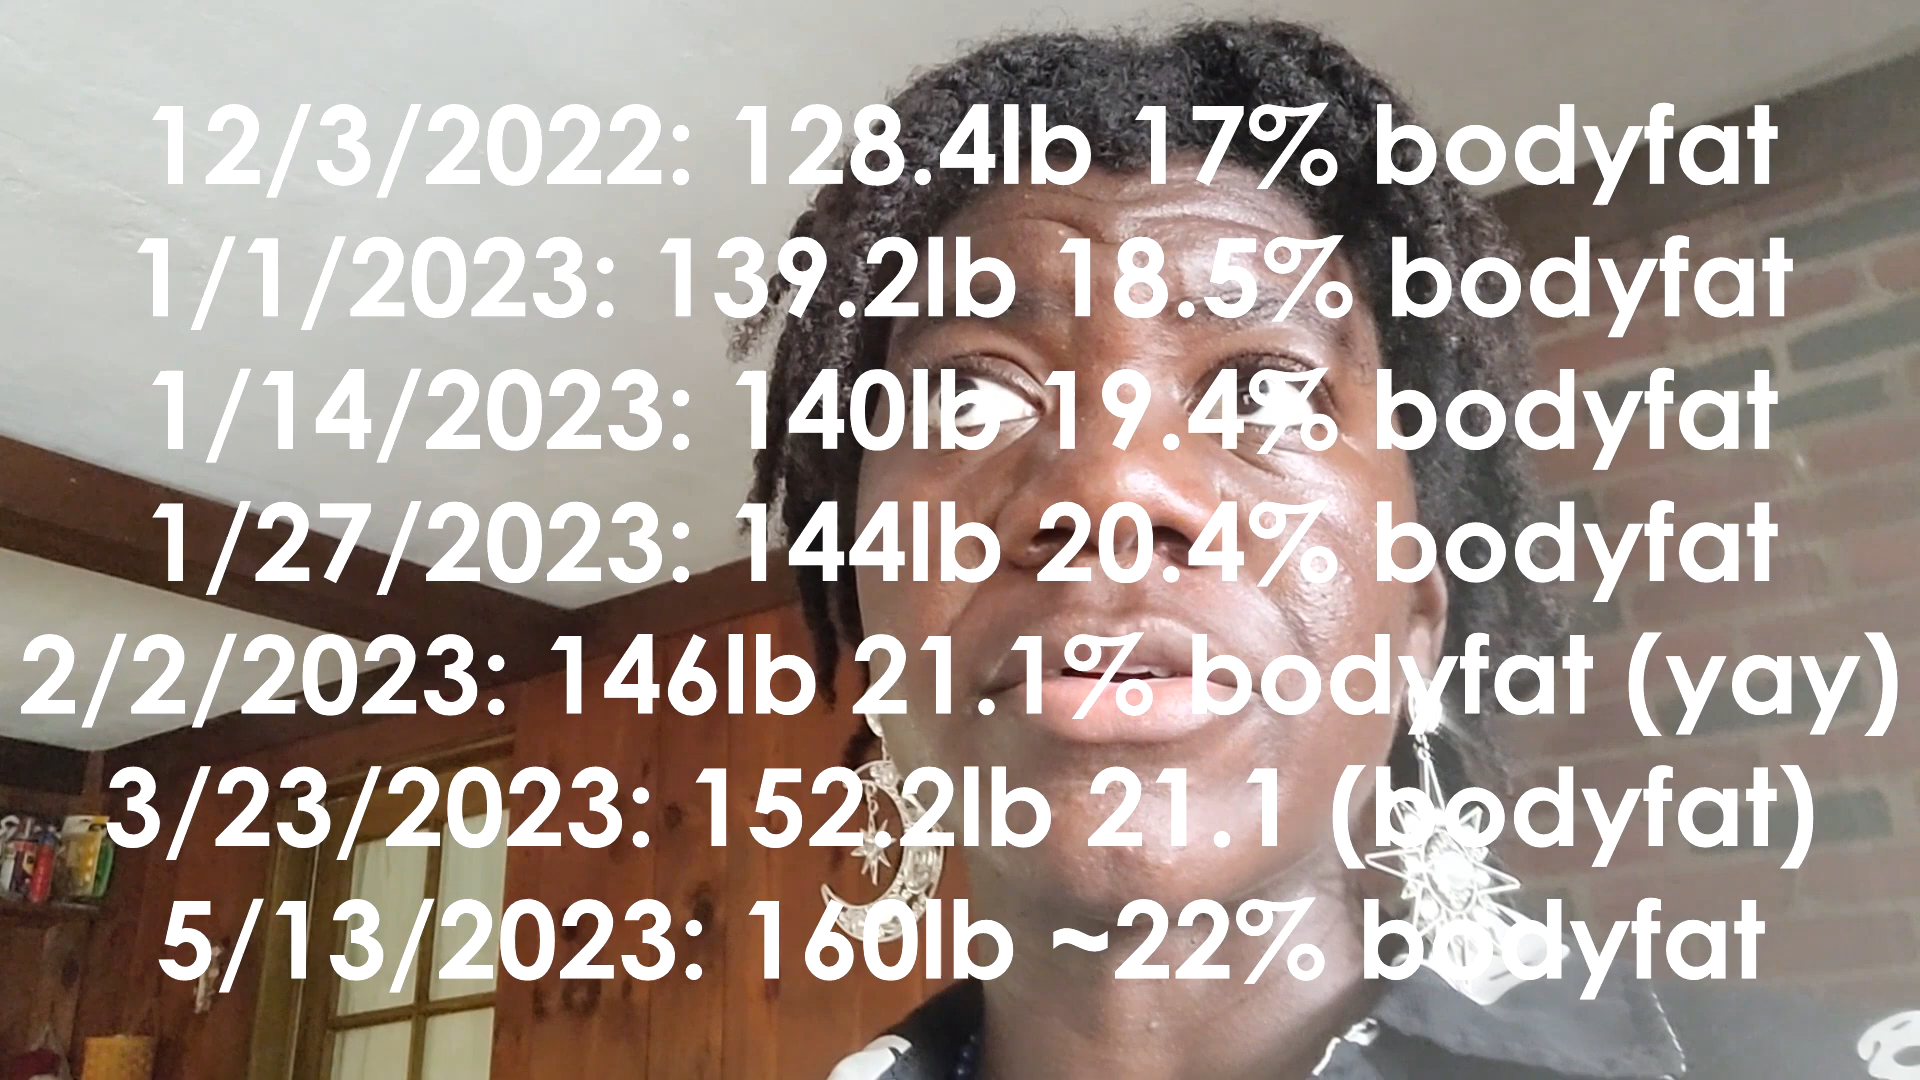 12/3/2022: 128.4lb 17% bodyfat
1/1/2023: 139.2lb 18.5% bodyfat
1/14/2023: 140lb 19.4% bodyfat
1/27/2023: 144lb 20.4% bodyfat
2/2/2023: 146lb 21.1% bodyfat (yay)
3/23/2023: 152.2lb 21.1 (bodyfat)
5/13/2023: 160lb ~22% bodyfat